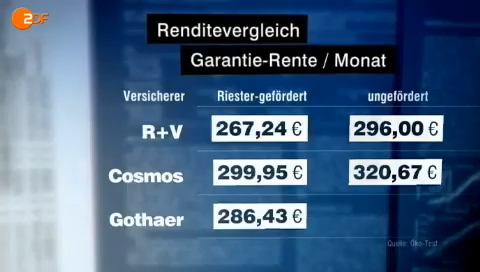 ZDF
Renditevergleich
Garantie-Rente / Monat
Versicherer Riester-gefördert ungefördert
R+V 267,24 € 296,00 €
Cosmos 299,95 € 320,67 €
Gothaer 286,43 €
Quelle: Öko-Test